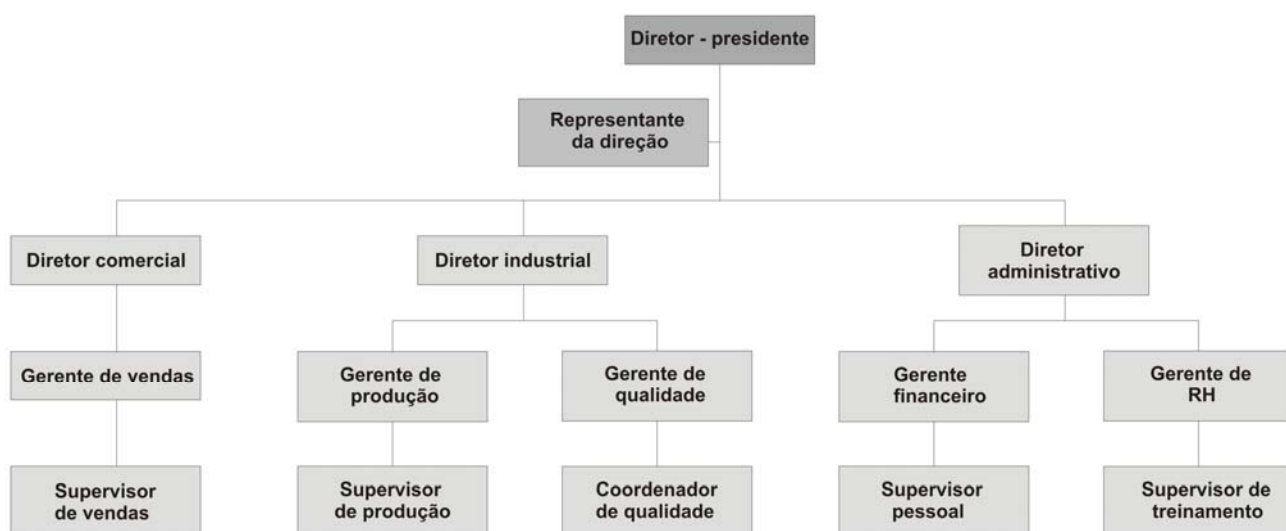 Diretor - presidente
Representante
da direção
Diretor comercial
Diretor industrial
Diretor
administrativo
Gerente de vendas
Gerente de
produção
Gerente de
qualidade
Gerente
financeiro
Gerente de
RH
Supervisor
de vendas
Supervisor
de produção
Coordenador
de qualidade
Supervisor
pessoal
Supervisor de
treinamento